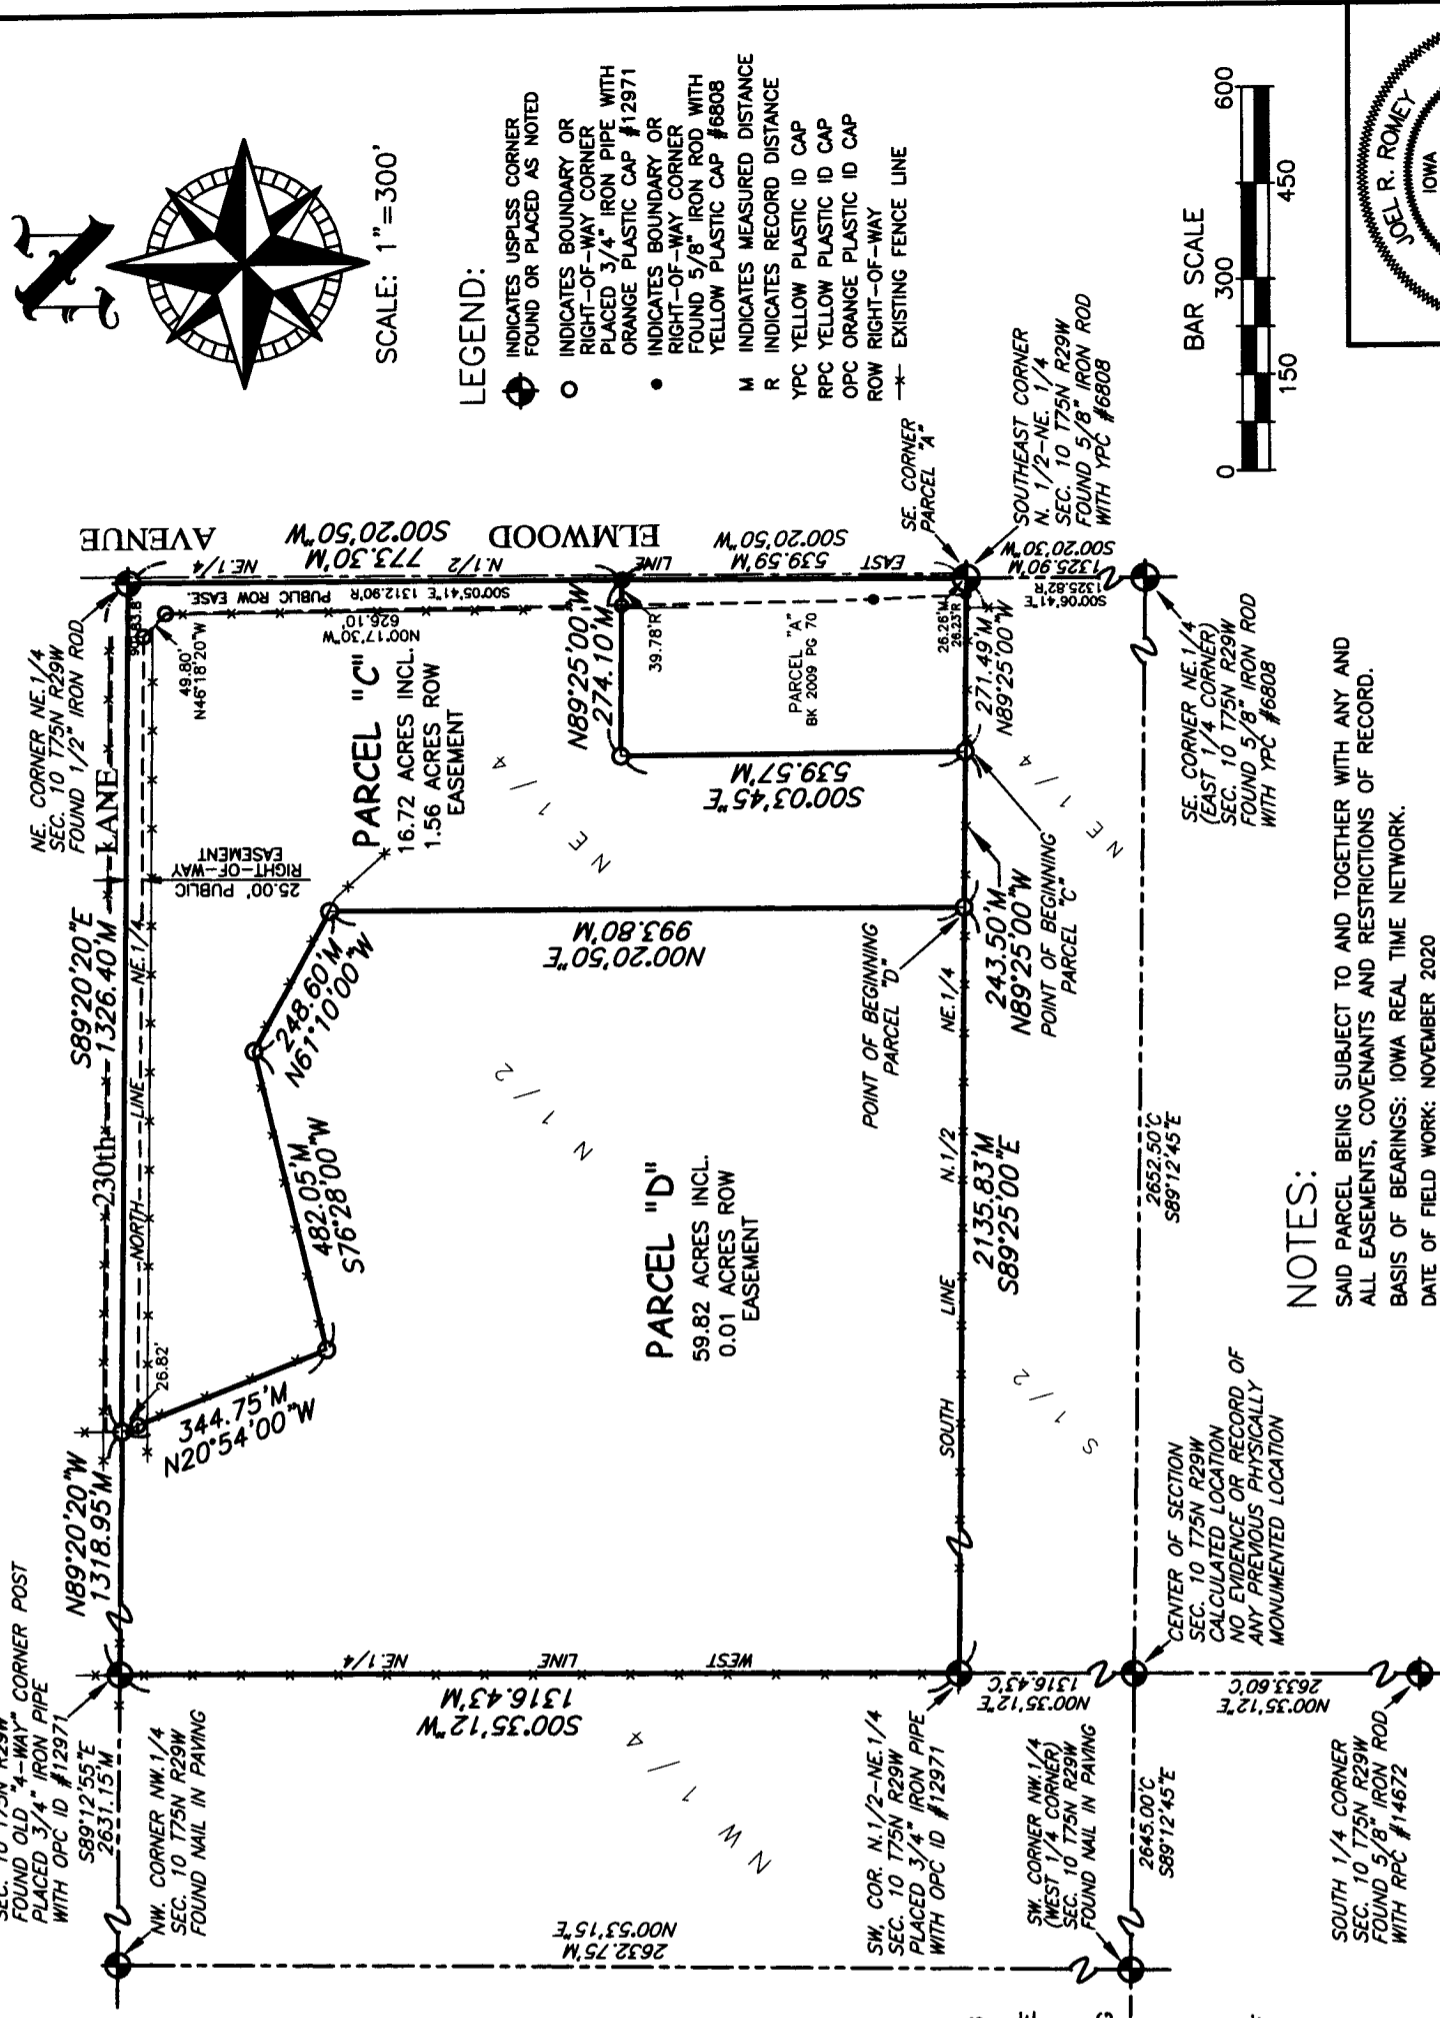 N
SCALE: 1"=300'
LEGEND:
INDICATES USPLSS CORNER
FOUND OR PLACED AS NOTED
INDICATES BOUNDARY OR
RIGHT-OF-WAY CORNER
PLACED 3/4" IRON PIPE WITH
ORANGE PLASTIC CAP #12971
INDICATES BOUNDARY OR
RIGHT-OF-WAY CORNER
FOUND 5/8" IRON ROD WITH
YELLOW PLASTIC CAP #6808
M INDICATES MEASURED DISTANCE
R INDICATES RECORD DISTANCE
YPC YELLOW PLASTIC ID CAP
RPC YELLOW PLASTIC ID CAP
OPC ORANGE PLASTIC ID CAP
ROW RIGHT-OF-WAY
EXISTING FENCE LINE
BAR SCALE
0 300 600
150 450
JOEL R. ROMEY
IOWA
SEC. 10 T75N R29W
FOUND OLD "4-WAY" CORNER POST
PLACED 3/4" IRON PIPE
WITH OPC ID #12971
S89°12'55"E
2631.15'M
NW. CORNER NW.1/4
SEC. 10 T75N R29W
FOUND NAIL IN PAVING
N89°20'20"W
1318.95'M
S89°20'20"E
1326.40'M
230th LANE
NORTH LINE NE.1/4
26.82'
344.75'M
N20°54'00"W
482.05'M
S76°28'00"W
248.60'M
N61°10'00"W
25.00' PUBLIC
RIGHT-OF-WAY
EASEMENT
NE. CORNER NE.1/4
SEC. 10 T75N R29W
FOUND 1/2" IRON ROD
49.80'
N46°18'20"W
N00°17'30"W
626.10'
S00°05'41"E 1312.90'R PUBLIC ROW EASE.
N.1/2 NE.1/4
773.30'M
S00°20'50"W
ELMWOOD AVENUE
EAST LINE
539.59'M
S00°20'50"W
PARCEL "C"
16.72 ACRES INCL.
1.56 ACRES ROW
EASEMENT
NE 1/4
N89°25'00"W
274.10'M
39.78'R
PARCEL "A"
BK 2009 PG 70
S00°03'45"E
539.57'M
26.26'M
26.23'R
271.49'M
N89°25'00"W
SE. CORNER
PARCEL "A"
SOUTHEAST CORNER
N. 1/2-NE. 1/4
SEC. 10 T75N R29W
FOUND 5/8" IRON ROD
WITH YPC #6808
S00°20'30"W
1325.90'M
1325.82'R
S00°06'41"E
SE. CORNER NE.1/4
(EAST 1/4 CORNER)
SEC. 10 T75N R29W
FOUND 5/8" IRON ROD
WITH YPC #6808
N00°20'50"E
993.80'M
N 1/2
PARCEL "D"
59.82 ACRES INCL.
0.01 ACRES ROW
EASEMENT
POINT OF BEGINNING
PARCEL "D"
243.50'M
N89°25'00"W
POINT OF BEGINNING
PARCEL "C"
NE 1/4
SOUTH LINE N.1/2 NE.1/4
2135.83'M
S89°25'00"E
S 1/2
WEST LINE NE.1/4
S00°35'12"W
1316.43'M
NW 1/4
N00°53'15"E
2632.75'M
SW. COR. N.1/2-NE.1/4
SEC. 10 T75N R29W
PLACED 3/4" IRON PIPE
WITH OPC ID #12971
N00°35'12"E
1316.43'C
SW. CORNER NW.1/4
(WEST 1/4 CORNER)
SEC. 10 T75N R29W
FOUND NAIL IN PAVING
2645.00'C
S89°12'45"E
2652.50'C
S89°12'45"E
CENTER OF SECTION
SEC. 10 T75N R29W
CALCULATED LOCATION
NO EVIDENCE OR RECORD OF
ANY PREVIOUS PHYSICALLY
MONUMENTED LOCATION
N00°35'12"E
2633.60'C
SOUTH 1/4 CORNER
SEC. 10 T75N R29W
FOUND 5/8" IRON ROD
WITH RPC #14672
NOTES:
SAID PARCEL BEING SUBJECT TO AND TOGETHER WITH ANY AND
ALL EASEMENTS, COVENANTS AND RESTRICTIONS OF RECORD.
BASIS OF BEARINGS: IOWA REAL TIME NETWORK.
DATE OF FIELD WORK: NOVEMBER 2020